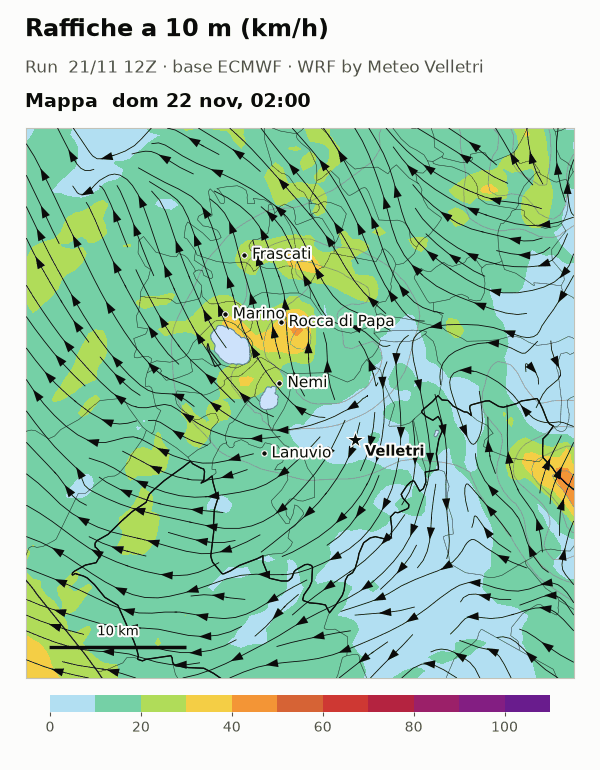 Raffiche a 10 m (km/h)
Run  21/11 12Z · base ECMWF · WRF by Meteo Velletri
Mappa  dom 22 nov, 02:00
Frascati
Marino
Rocca di Papa
Nemi
Velletri
Lanuvio
10 km
0 20 40 60 80 100